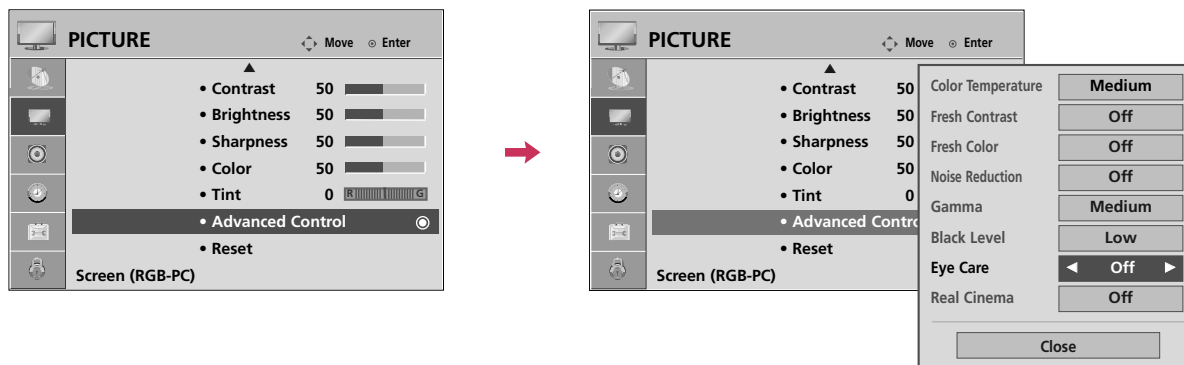 PICTURE Move Enter
• Contrast 50
• Brightness 50
• Sharpness 50
• Color 50
• Tint 0 R G
• Advanced Control
• Reset
Screen (RGB-PC)
PICTURE Move Enter
• Contrast 50
• Brightness 50
• Sharpness 50
• Color 50
• Tint 0
• Advanced Contro
• Reset
Screen (RGB-PC)
Color Temperature Medium
Fresh Contrast Off
Fresh Color Off
Noise Reduction Off
Gamma Medium
Black Level Low
Eye Care Off
Real Cinema Off
Close